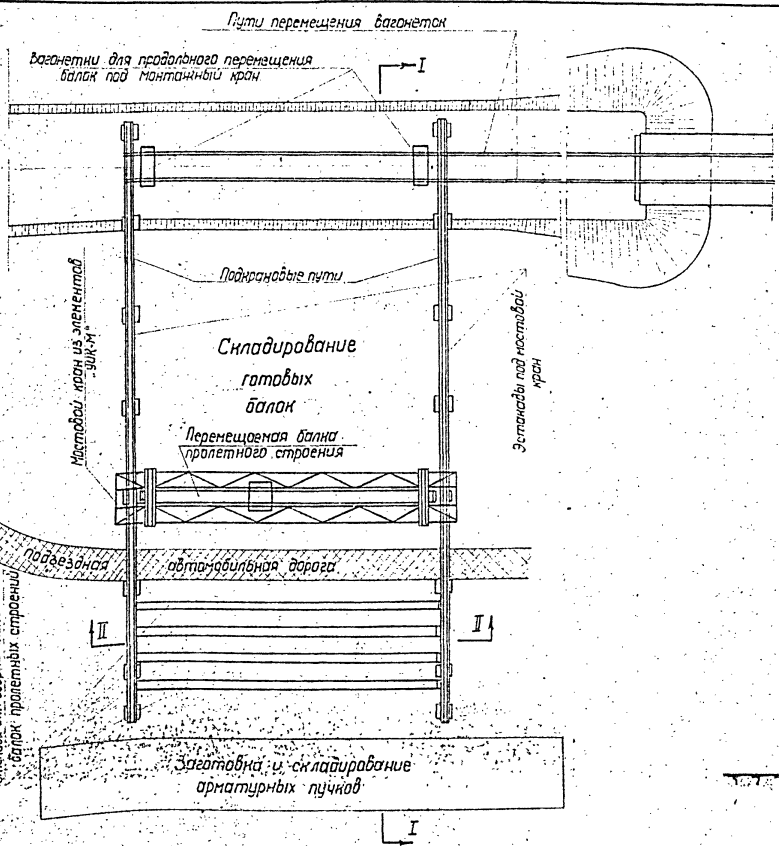 Пути перемещения вагонеток
Вагонетки для продольного перемещения
балок под монтажный кран
I
Подкрановые пути
Мостовой кран из элементов
"УИК-М"
Складирование
готовых
балок
Эстакады под мостовой
кран
Перемещаемая балка
пролетного строения
Подъездная автомобильная дорога
II
II
балок пролетных строений
Заготовка и складирование
арматурных пучков
I